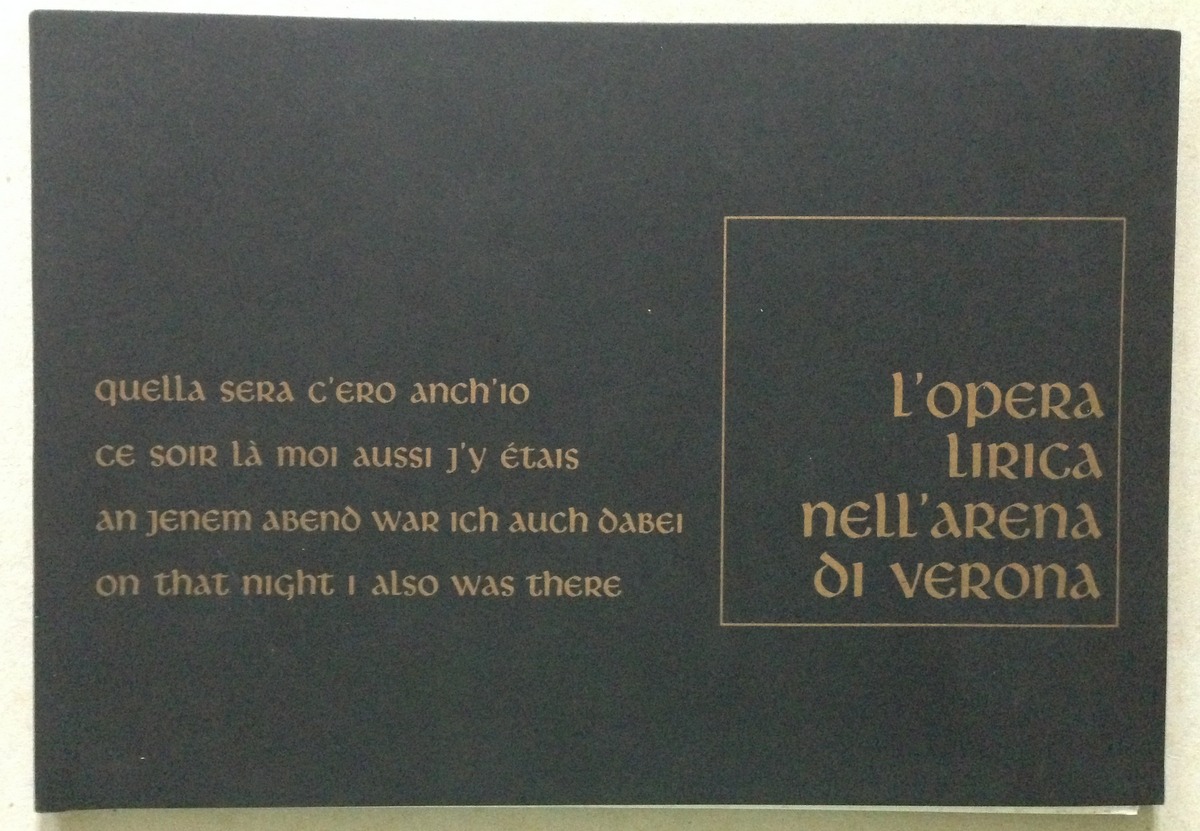 quella sera c'ero anch'io
ce soir là moi aussi j'y étais
an jenem abend war ich auch dabei
on that night i also was there
l'opera
lirica
nell'arena
di verona